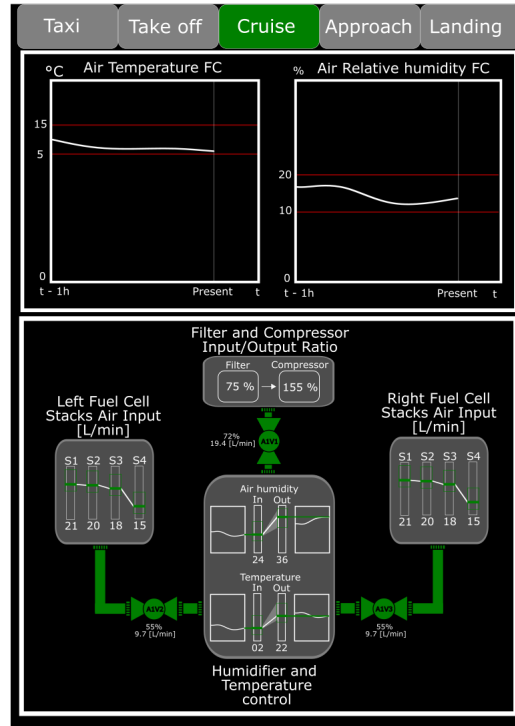 Taxi
Take off
Cruise
Approach
Landing
°C Air Temperature FC
15
5
0
t - 1h Present t
% Air Relative humidity FC
20
10
0
t - 1h Present t
Filter and Compressor
Input/Output Ratio
Filter Compressor
75 % 155 %
72%
19.4 [L/min]
A1V1
Left Fuel Cell
Stacks Air Input
[L/min]
S1 S2 S3 S4
21 20 18 15
Right Fuel Cell
Stacks Air Input
[L/min]
S1 S2 S3 S4
21 20 18 15
Air humidity
In Out
24 36
Temperature
In Out
02 22
A1V2
55%
9.7 [L/min]
A1V3
55%
9.7 [L/min]
Humidifier and
Temperature
control